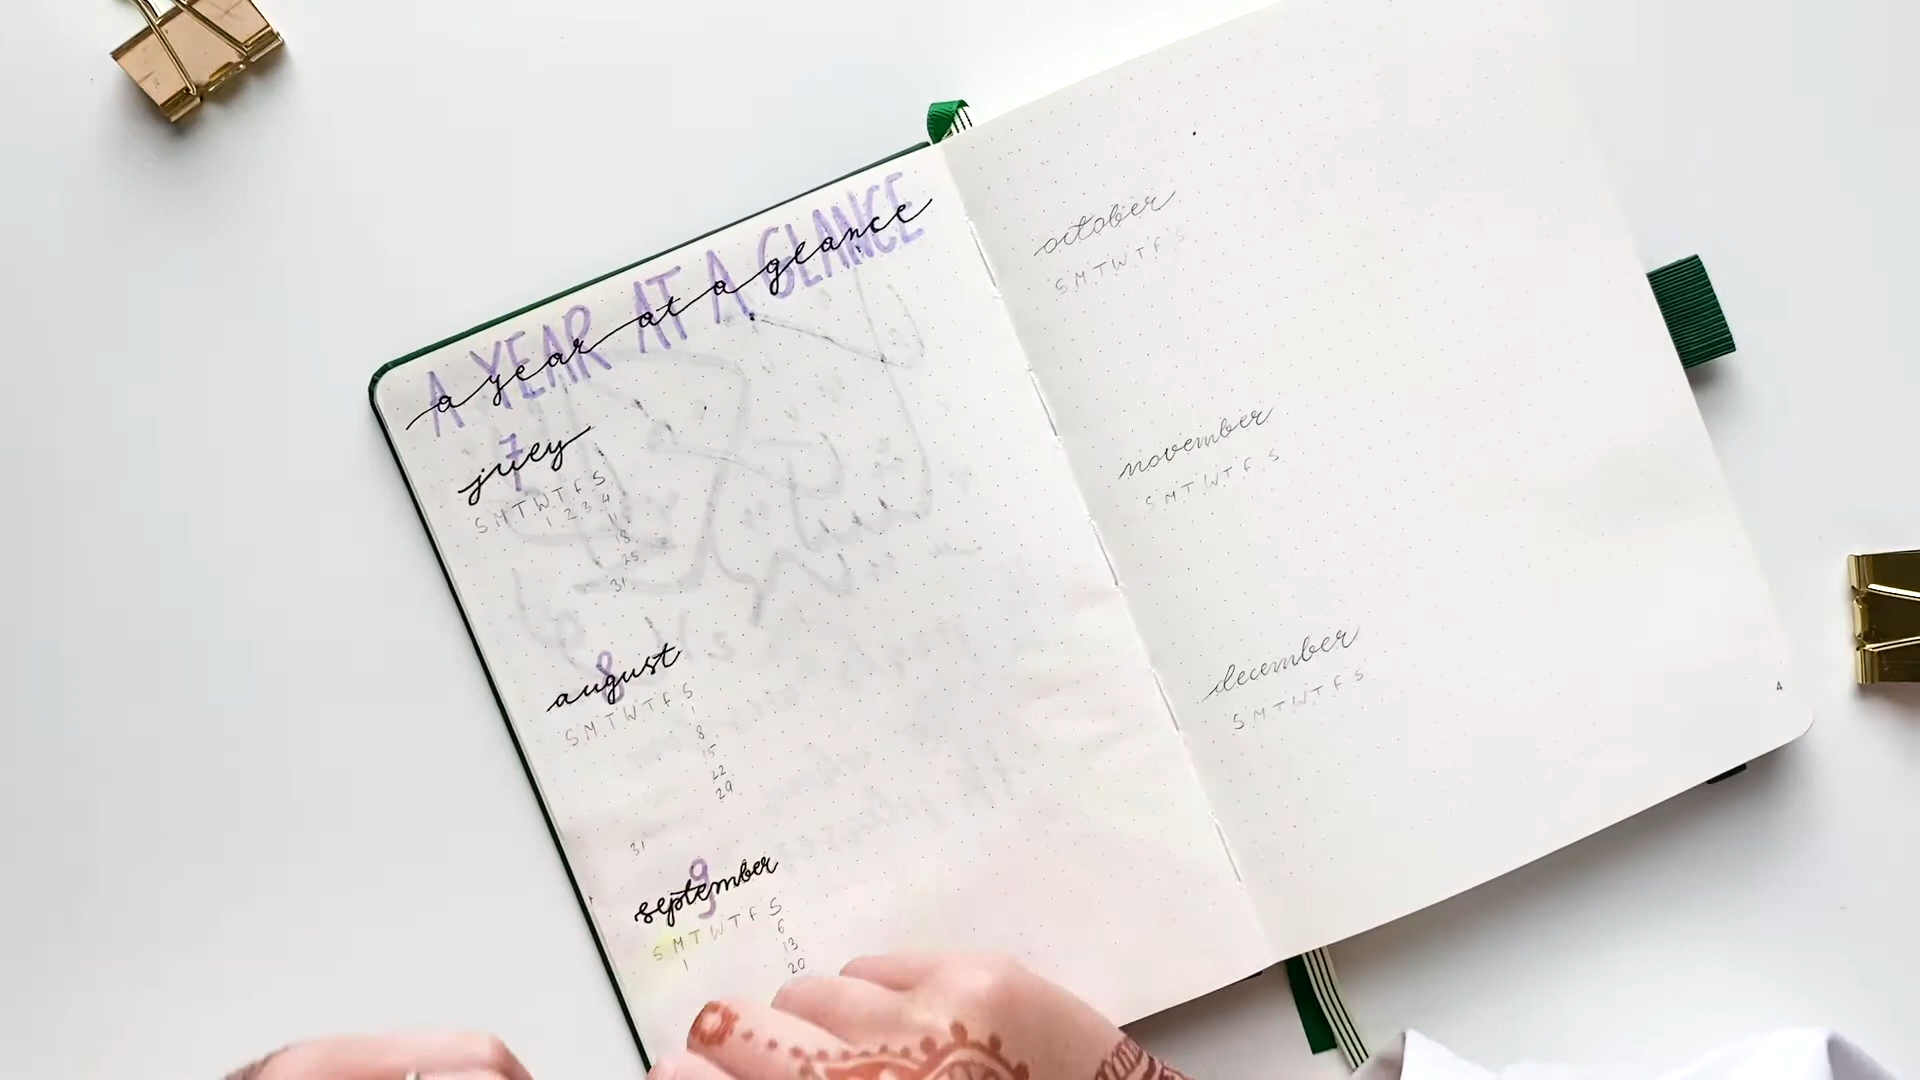 A YEAR AT A GLANCE
a year at a glance
7
july
S M T W T F S
1 2 3 4
11
18
25
31
8
august
S M T W T F S
1
8
15
22
29
31
9
september
S M T W T F S
1 6
13
20
october
S M T W T F S
november
S M T W T F S
december
S M T W T F S
4